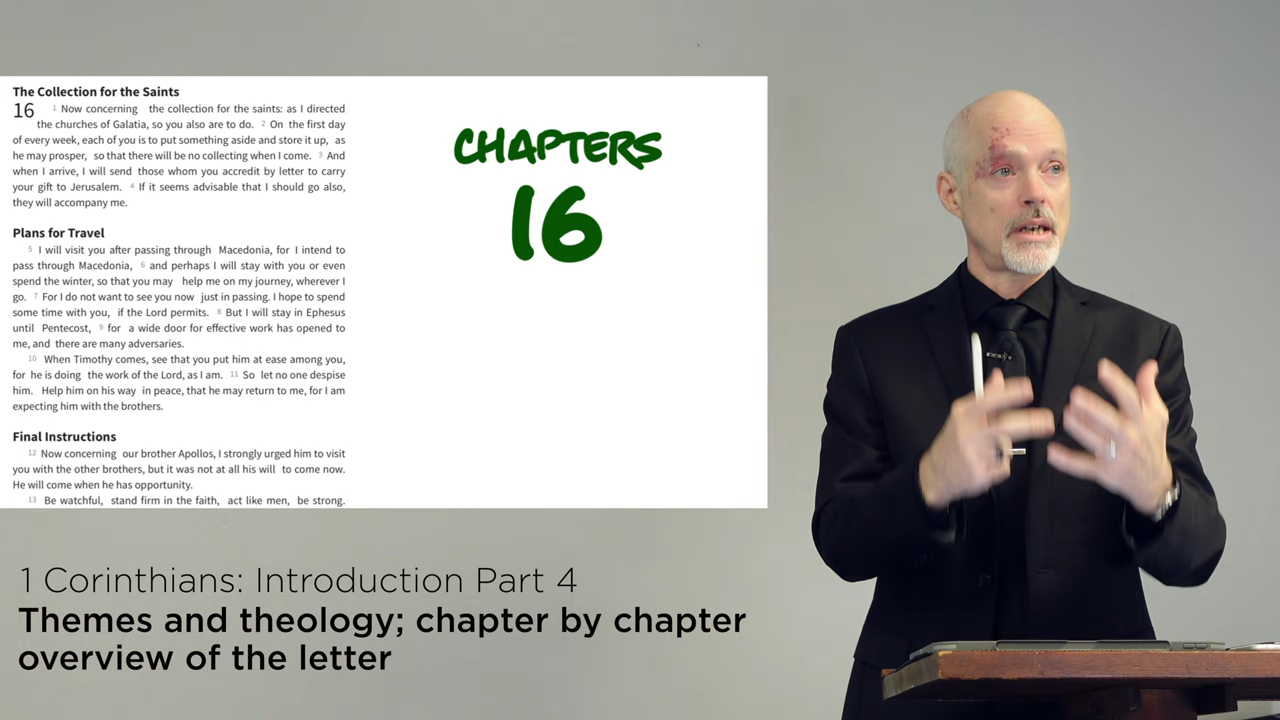 The Collection for the Saints
16 1 Now concerning the collection for the saints: as I directed
the churches of Galatia, so you also are to do. 2 On the first day
of every week, each of you is to put something aside and store it up, as
he may prosper, so that there will be no collecting when I come. 3 And
when I arrive, I will send those whom you accredit by letter to carry
your gift to Jerusalem. 4 If it seems advisable that I should go also,
they will accompany me.
Plans for Travel
5 I will visit you after passing through Macedonia, for I intend to
pass through Macedonia, 6 and perhaps I will stay with you or even
spend the winter, so that you may help me on my journey, wherever I
go. 7 For I do not want to see you now just in passing. I hope to spend
some time with you, if the Lord permits. 8 But I will stay in Ephesus
until Pentecost, 9 for a wide door for effective work has opened to
me, and there are many adversaries.
10 When Timothy comes, see that you put him at ease among you,
for he is doing the work of the Lord, as I am. 11 So let no one despise
him. Help him on his way in peace, that he may return to me, for I am
expecting him with the brothers.
Final Instructions
12 Now concerning our brother Apollos, I strongly urged him to visit
you with the other brothers, but it was not at all his will to come now.
He will come when he has opportunity.
13 Be watchful, stand firm in the faith, act like men, be strong.
CHAPTERS
16
1 Corinthians: Introduction Part 4
Themes and theology; chapter by chapter
overview of the letter